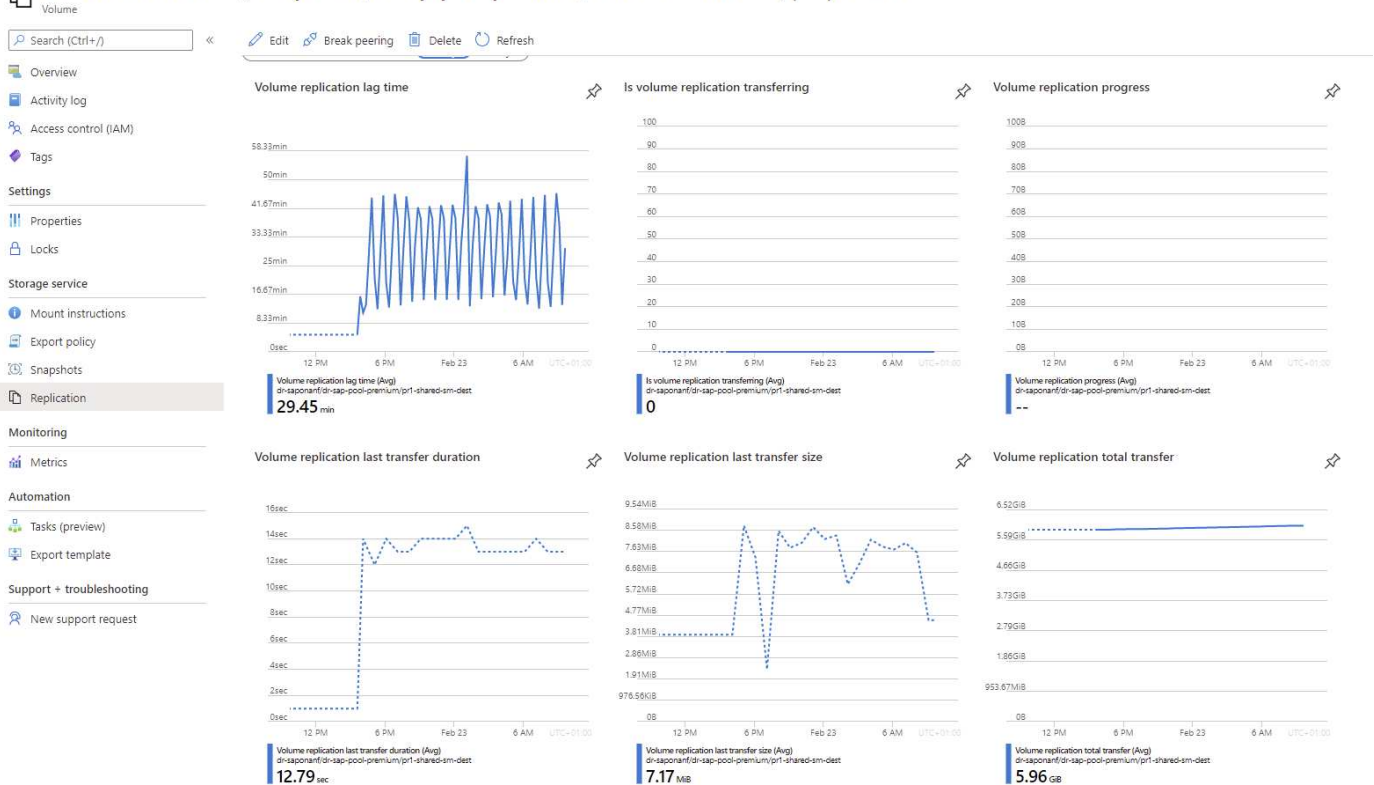 Volume
Search (Ctrl+/)
«
Edit
Break peering
Delete
Refresh
Overview
Activity log
Access control (IAM)
Tags
Settings
Properties
Locks
Storage service
Mount instructions
Export policy
Snapshots
Replication
Monitoring
Metrics
Automation
Tasks (preview)
Export template
Support + troubleshooting
New support request
Volume replication lag time
58.33min
50min
41.67min
33.33min
25min
16.67min
8.33min
0sec
12 PM 6 PM Feb 23 6 AM UTC+01:00
Volume replication lag time (Avg)
dr-saponanf/dr-sap-pool-premium/pr1-shared-sm-dest
29.45 min
Is volume replication transferring
100
90
80
70
60
50
40
30
20
10
0
12 PM 6 PM Feb 23 6 AM UTC+01:00
Is volume replication transferring (Avg)
dr-saponanf/dr-sap-pool-premium/pr1-shared-sm-dest
0
Volume replication progress
100B
90B
80B
70B
60B
50B
40B
30B
20B
10B
0B
12 PM 6 PM Feb 23 6 AM UTC+01:00
Volume replication progress (Avg)
dr-saponanf/dr-sap-pool-premium/pr1-shared-sm-dest
--
Volume replication last transfer duration
16sec
14sec
12sec
10sec
8sec
6sec
4sec
2sec
0sec
12 PM 6 PM Feb 23 6 AM UTC+01:00
Volume replication last transfer duration (Avg)
dr-saponanf/dr-sap-pool-premium/pr1-shared-sm-dest
12.79 sec
Volume replication last transfer size
9.54MiB
8.58MiB
7.63MiB
6.68MiB
5.72MiB
4.77MiB
3.81MiB
2.86MiB
1.91MiB
976.56KiB
0B
12 PM 6 PM Feb 23 6 AM UTC+01:00
Volume replication last transfer size (Avg)
dr-saponanf/dr-sap-pool-premium/pr1-shared-sm-dest
7.17 MiB
Volume replication total transfer
6.52GiB
5.59GiB
4.66GiB
3.73GiB
2.79GiB
1.86GiB
953.67MiB
0B
12 PM 6 PM Feb 23 6 AM UTC+01:00
Volume replication total transfer (Avg)
dr-saponanf/dr-sap-pool-premium/pr1-shared-sm-dest
5.96 GiB